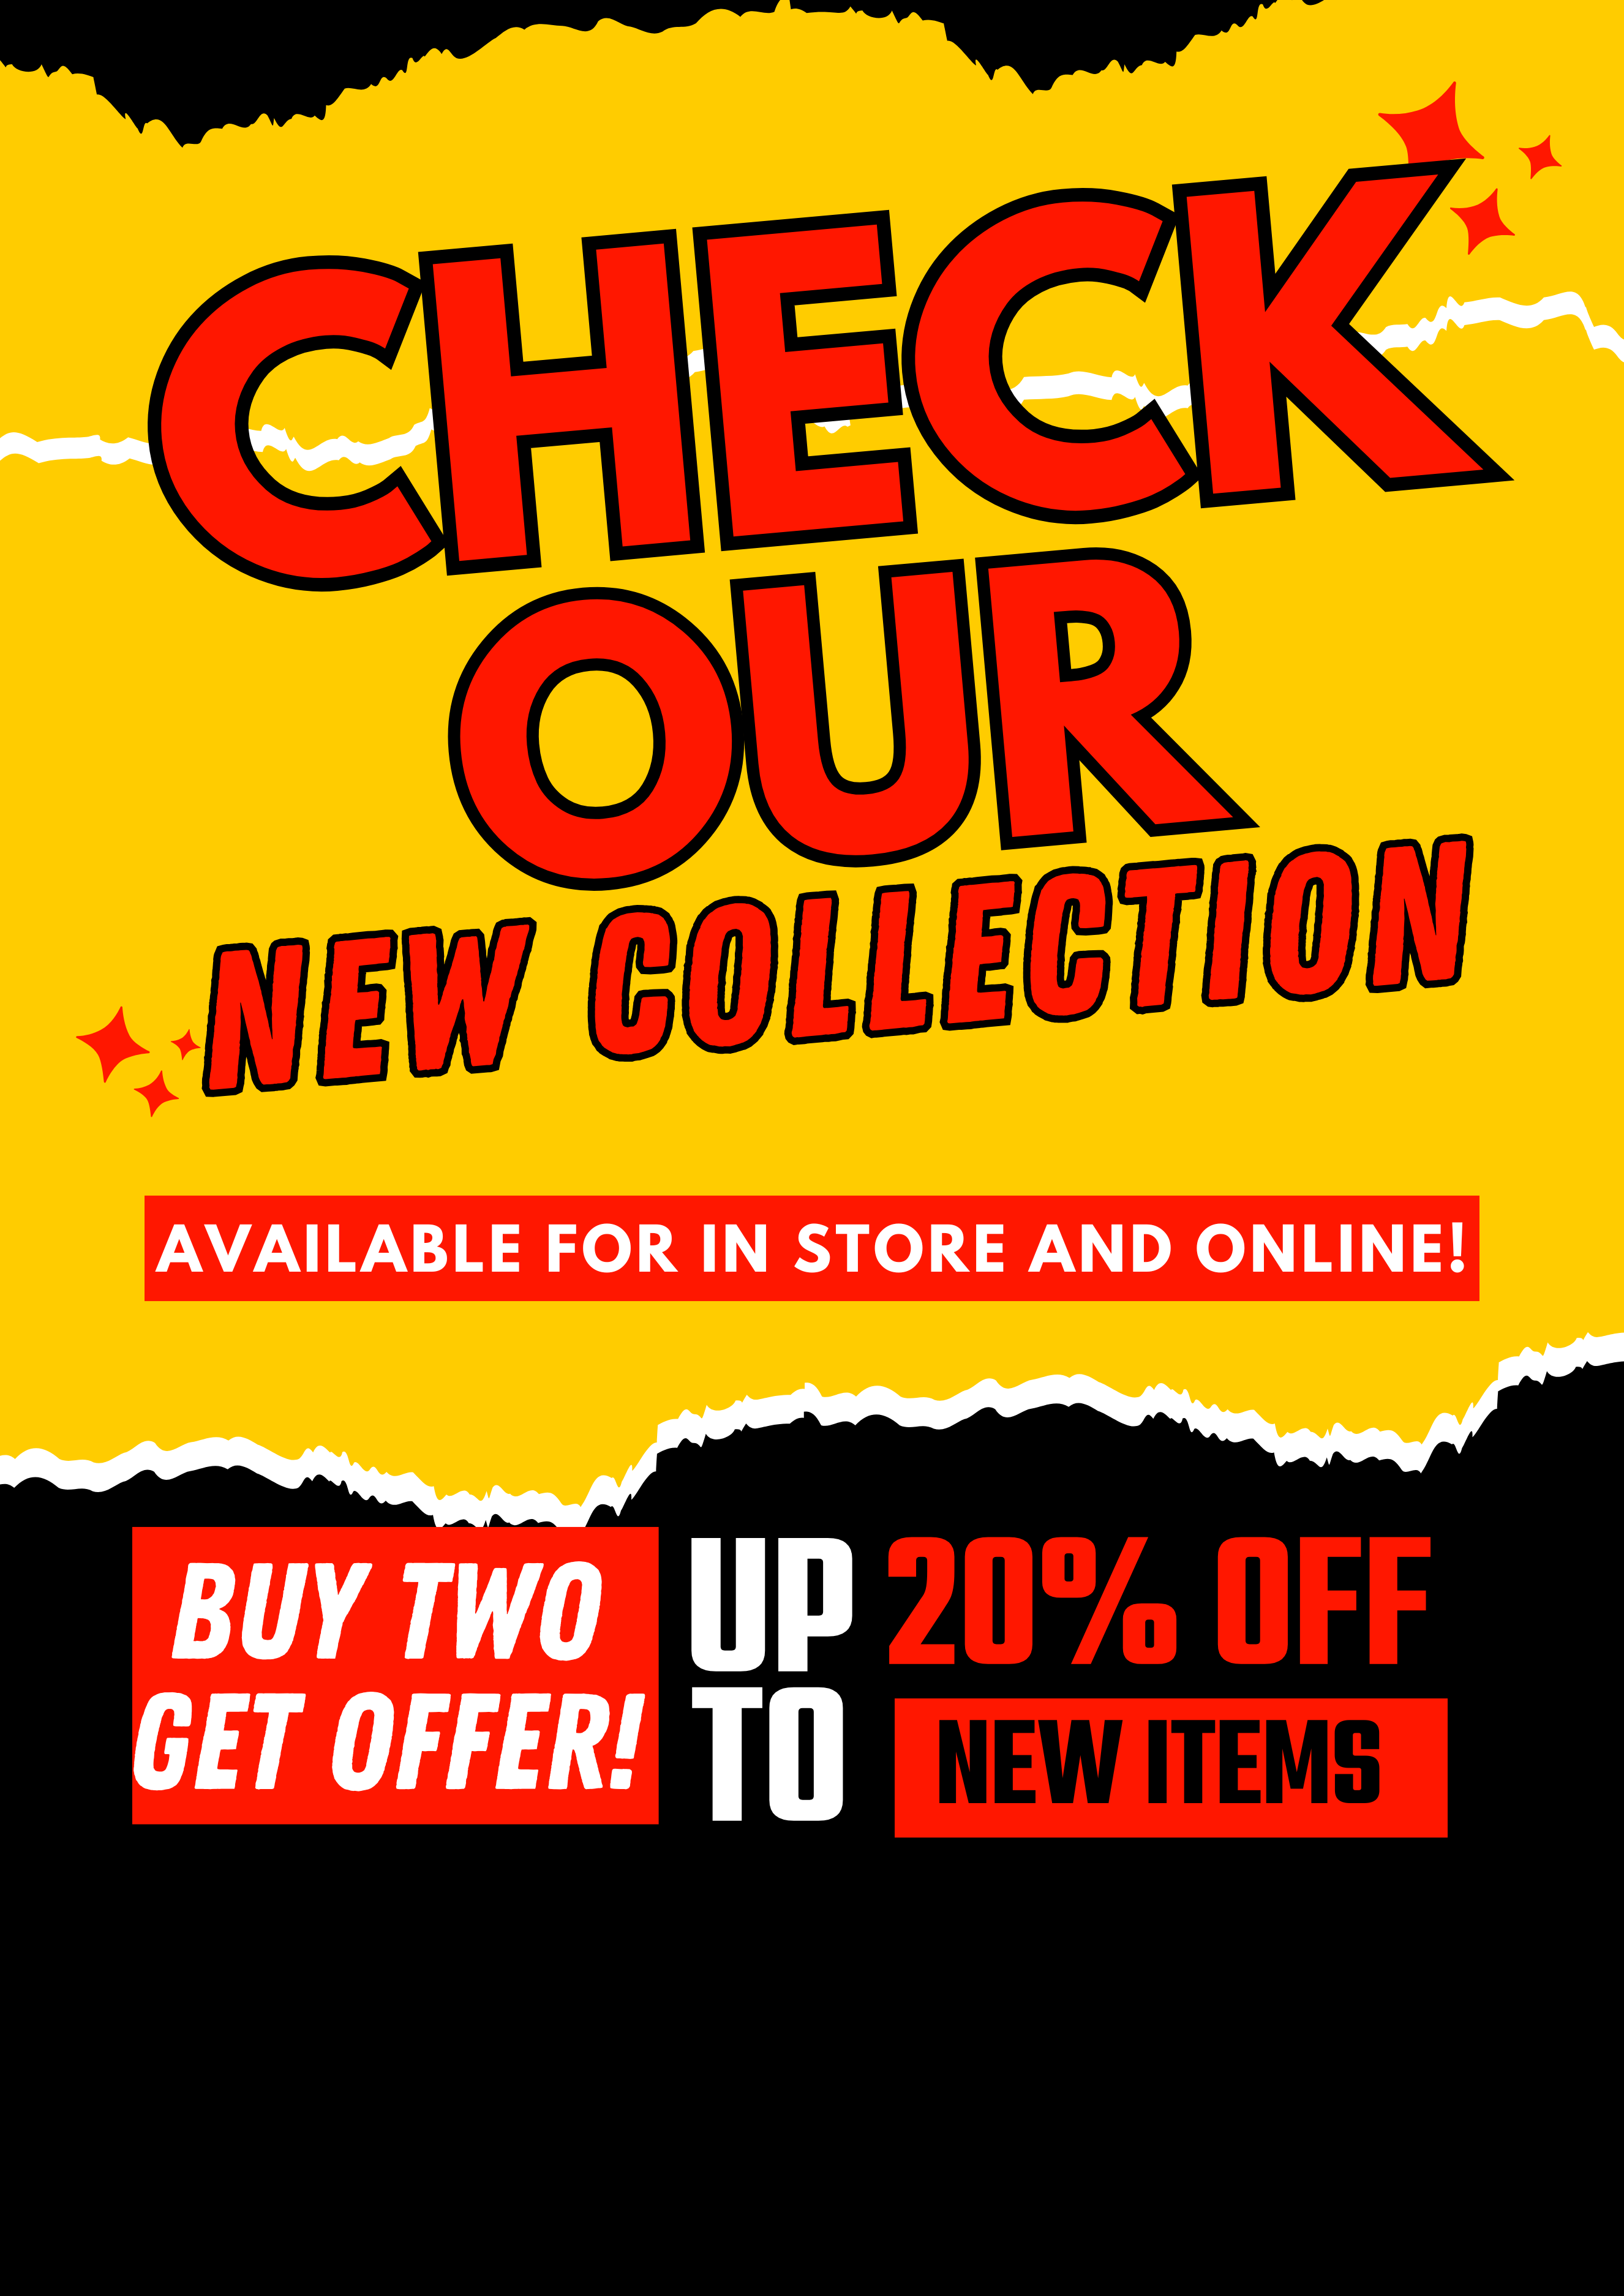 CHECK
OUR
NEW COLLECTION
AVAILABLE FOR IN STORE AND ONLINE!
BUY TWO
GET OFFER!
UP
TO
20% OFF
NEW ITEMS